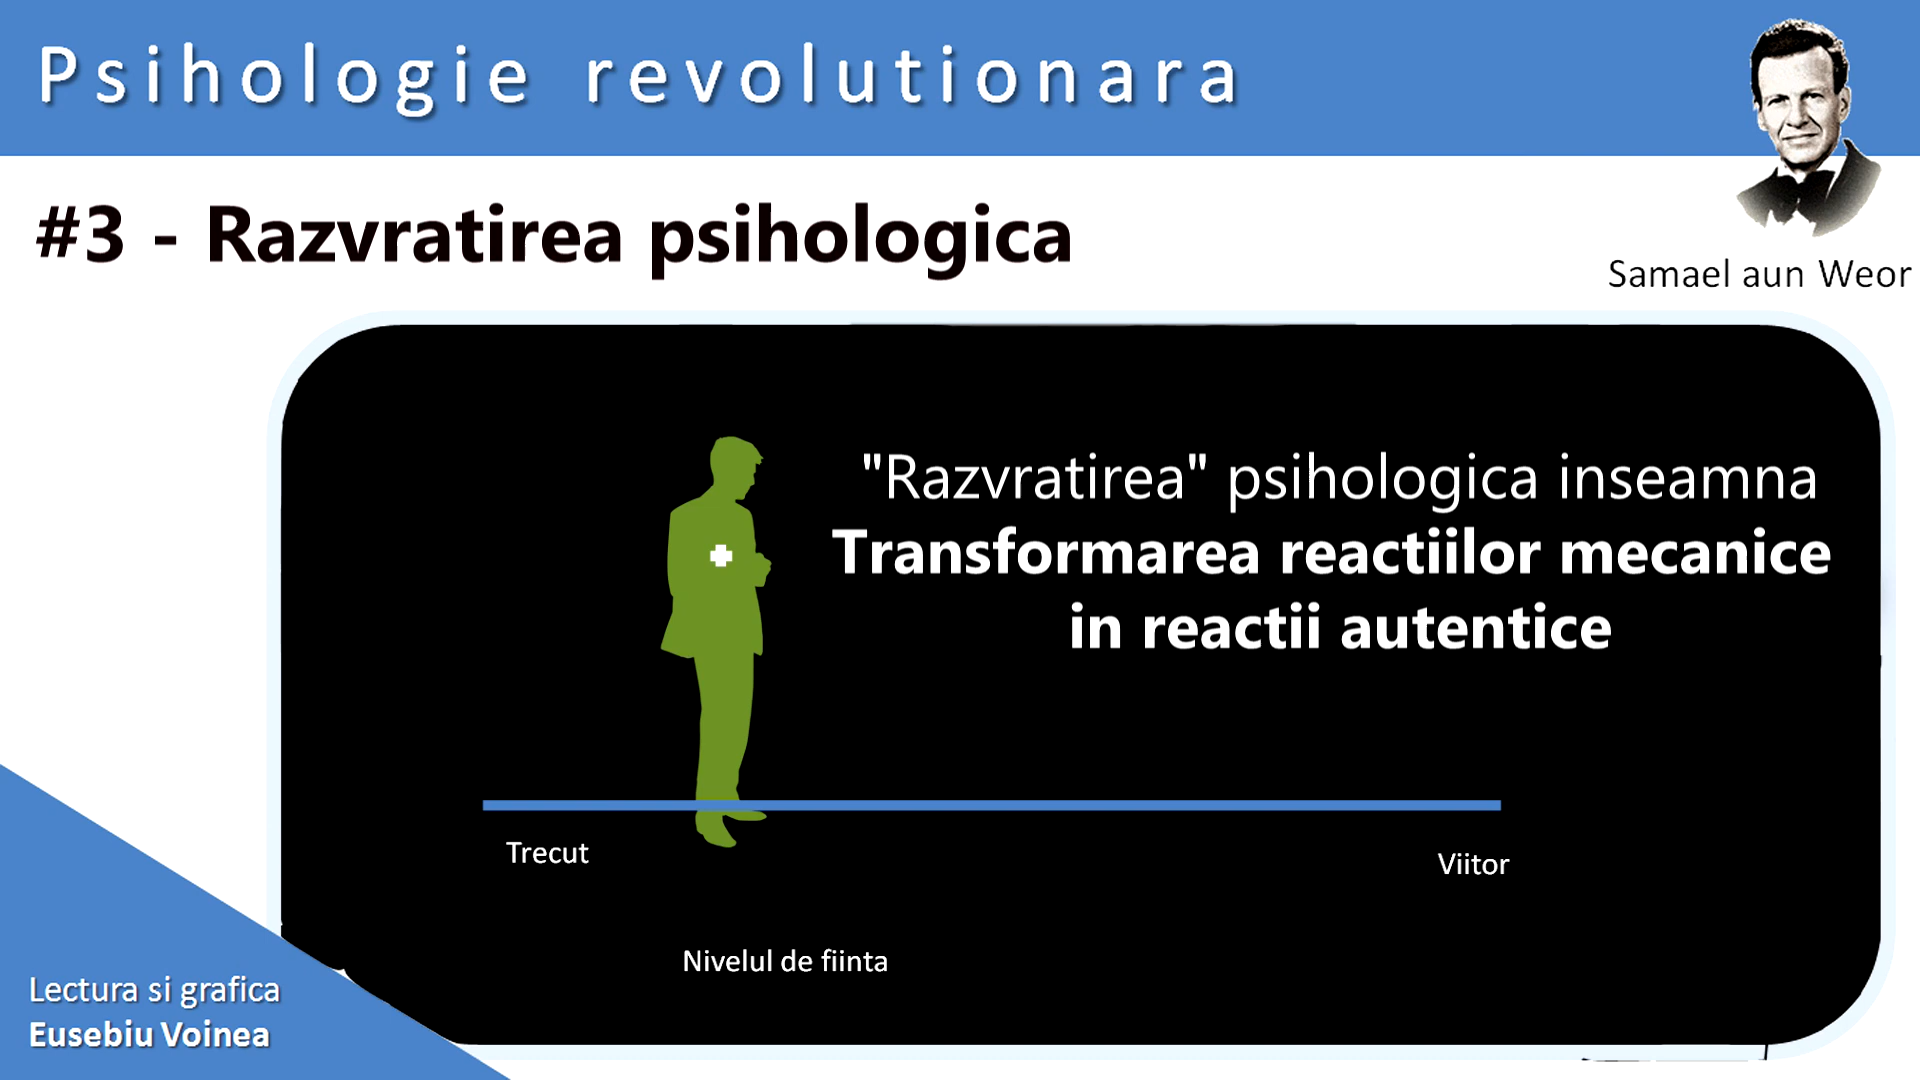 Psihologie revolutionara
#3 - Razvratirea psihologica
Samael aun Weor
"Razvratirea" psihologica inseamna
Transformarea reactiilor mecanice
in reactii autentice
Trecut
Viitor
Nivelul de fiinta
Lectura si grafica
Eusebiu Voinea